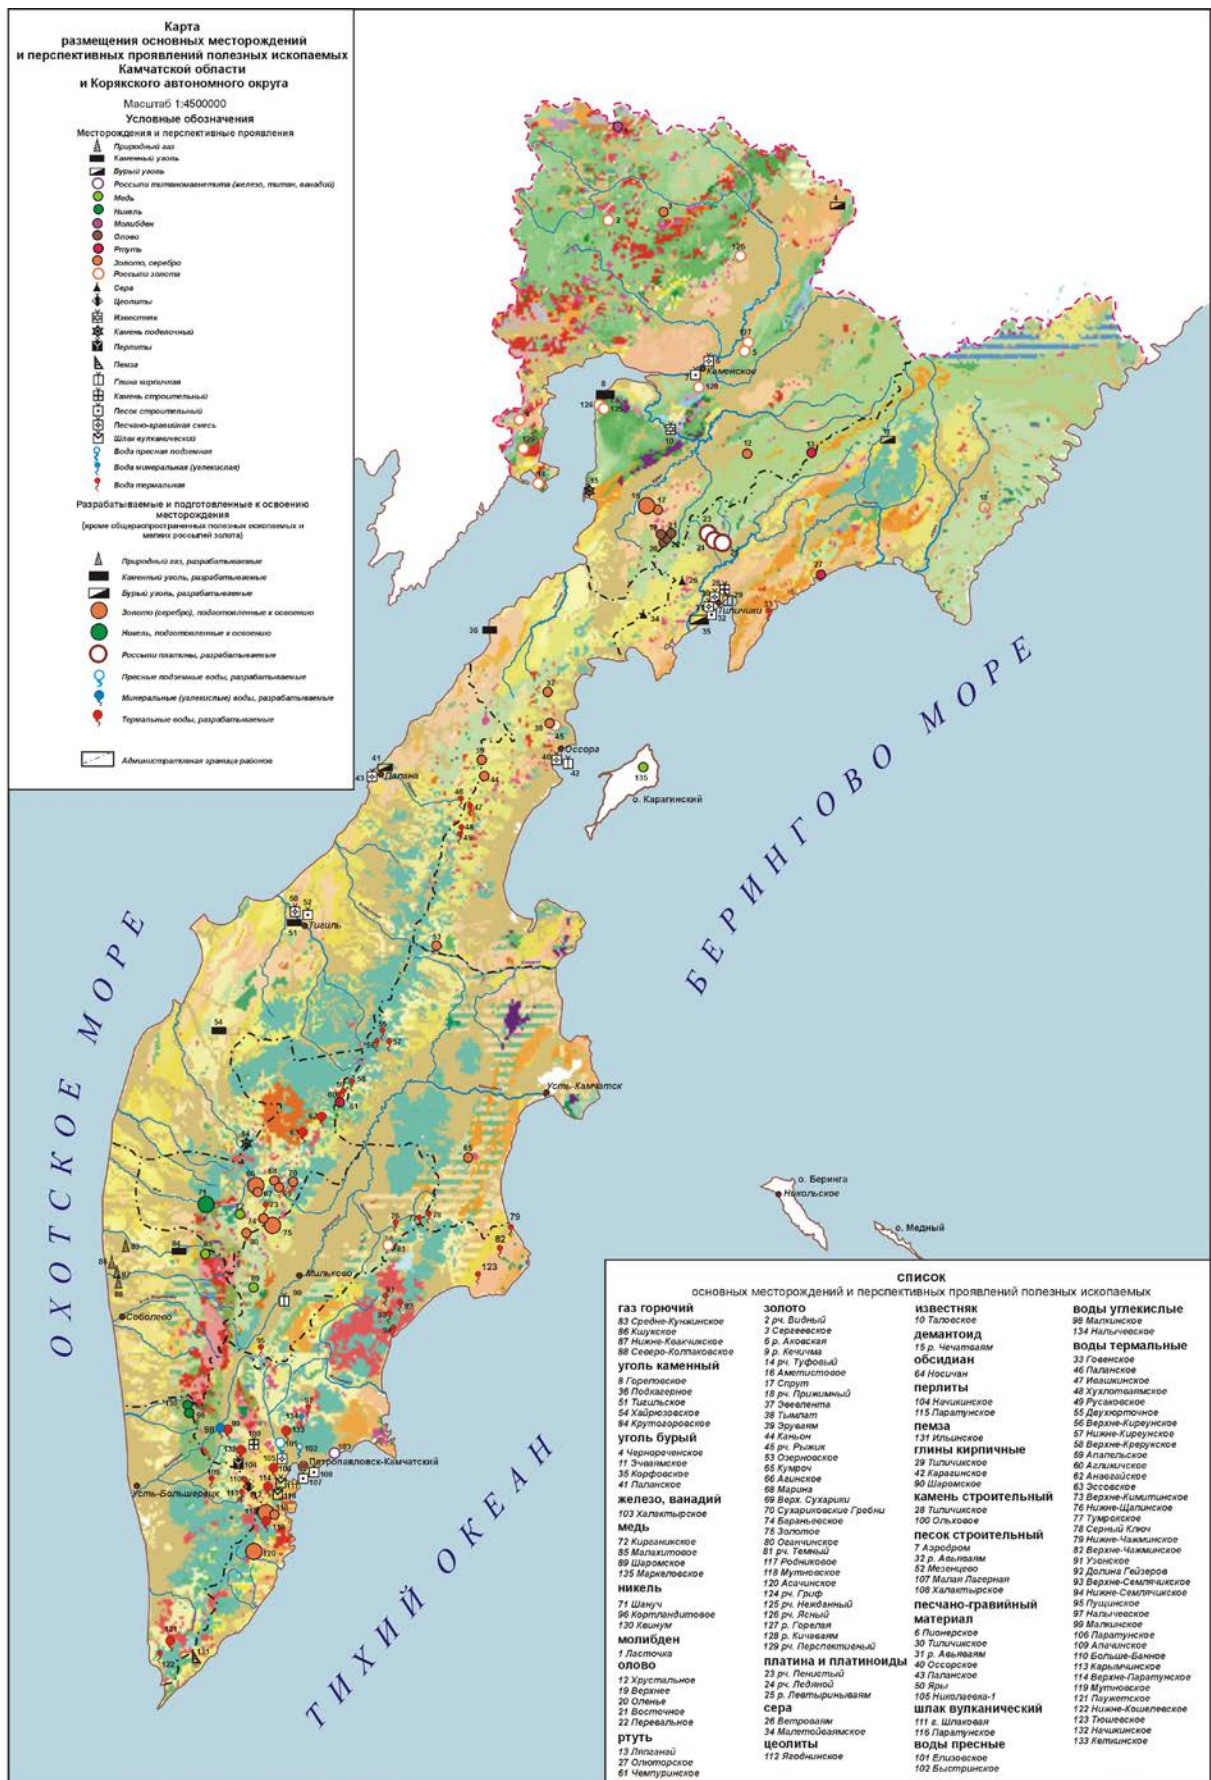 Карта
размещения основных месторождений
и перспективных проявлений полезных ископаемых
Камчатской области
и Корякского автономного округа
Масштаб 1:4500000
Условные обозначения
Месторождения и перспективные проявления
Природный газ
Каменный уголь
Бурый уголь
Россыпи титаномагнетита (железо, титан, ванадий)
Медь
Никель
Молибден
Олово
Ртуть
Золото, серебро
Россыпи золота
Сера
Цеолиты
Известняк
Камень поделочный
Перлиты
Пемза
Глина кирпичная
Камень строительный
Песок строительный
Песчано-гравийная смесь
Шлак вулканический
Вода пресная подземная
Вода минеральная (углекислая)
Вода термальная
Разрабатываемые и подготовленные к освоению
месторождения
(кроме общераспространенных полезных ископаемых и
мелких россыпей золота)
Природный газ, разрабатываемые
Каменный уголь, разрабатываемые
Бурый уголь, разрабатываемые
Золото (серебро), подготовленные к освоению
Никель, подготовленные к освоению
Россыпи платины, разрабатываемые
Пресные подземные воды, разрабатываемые
Минеральные (углекислые) воды, разрабатываемые
Термальные воды, разрабатываемые
Административная граница районов
Каменское
Тиличики
Оссора
Палана
о. Карагинский
Тигиль
Усть-Камчатск
о. Беринга
Никольское
о. Медный
Мильково
Соболево
Петропавловск-Камчатский
Усть-Большерецк
БЕРИНГОВО МОРЕ
ОХОТСКОЕ МОРЕ
ТИХИЙ ОКЕАН
список
основных месторождений и перспективных проявлений полезных ископаемых
газ горючий
83 Средне-Кунжикское
86 Кшукское
87 Нижне-Квакчикское
88 Северо-Колпаковское
уголь каменный
8 Гореловское
36 Подкагерное
51 Тигильское
54 Хайрюзовское
84 Крутогоровское
уголь бурый
4 Чернореченское
11 Эчваямское
35 Корфовское
41 Паланское
железо, ванадий
103 Халактырское
медь
72 Кирганикское
85 Малахитовое
89 Шаромское
135 Маркеловское
никель
71 Шануч
96 Кортландитовое
130 Квинум
молибден
1 Ласточка
олово
12 Хрустальное
19 Верхнее
20 Оленье
21 Восточное
22 Перевальное
ртуть
13 Ляпганай
27 Олюторское
61 Чемпуринское
золото
2 рч. Видный
3 Сергеевское
5 р. Аковская
9 р. Кечичма
14 рч. Туфовый
16 Аметистовое
17 Спрут
18 рч. Прижимный
37 Эвевлента
38 Тымлат
39 Эруваям
44 Каньон
45 рч. Рыжик
53 Озерновское
65 Кумроч
66 Агинское
68 Марина
69 Верх. Сухарики
70 Сухариковские Гребни
74 Бараньевское
75 Золотое
80 Оганчинское
81 рч. Темный
117 Родниковое
118 Мутновское
120 Асачинское
124 рч. Гриф
125 рч. Нежданный
126 рч. Ясный
127 р. Горелая
128 р. Кичаваям
129 рч. Перспективный
платина и платиноиды
23 рч. Пенистый
24 рч. Ледяной
25 р. Левтыринываям
сера
26 Ветроваям
34 Малетойваямское
цеолиты
112 Ягоднинское
известняк
10 Таловское
демантоид
15 р. Чечатваям
обсидиан
64 Носичан
перлиты
104 Начикинское
115 Паратунское
пемза
131 Ильинское
глины кирпичные
29 Тиличикское
42 Карагинское
90 Шаромское
камень строительный
28 Тиличикское
100 Ольховое
песок строительный
7 Аэродром
32 р. Авьяваям
52 Мезенцево
107 Малая Лагерная
108 Халактырское
песчано-гравийный
материал
6 Пионерское
30 Тиличикское
31 р. Авьяваям
40 Оссорское
43 Паланское
50 Яры
105 Николаевка-1
шлак вулканический
111 г. Шлаковая
116 Паратунское
воды пресные
101 Елизовское
102 Быстринское
воды углекислые
98 Малкинское
134 Налычевское
воды термальные
33 Говенское
46 Паланское
47 Ивашкинское
48 Хухлотваямское
49 Русаковское
55 Двухюрточное
56 Верхне-Киреунское
57 Нижне-Киреунское
58 Верхне-Крерукское
59 Апапельское
60 Агликичское
62 Анавгайское
63 Эссовское
73 Верхне-Кимитинское
76 Нижне-Щапинское
77 Тумрокское
78 Серный Ключ
79 Нижне-Чажминское
82 Верхне-Чажминское
91 Узонское
92 Долина Гейзеров
93 Верхне-Семлячикское
94 Нижне-Семлячикское
95 Пущинское
97 Налычевское
99 Малкинское
106 Паратунское
109 Апачинское
110 Больше-Банное
113 Карымчинское
114 Верхне-Паратунское
119 Мутновское
121 Паужетское
122 Нижне-Кошелевское
123 Тюшевское
132 Начикинское
133 Кеткинское